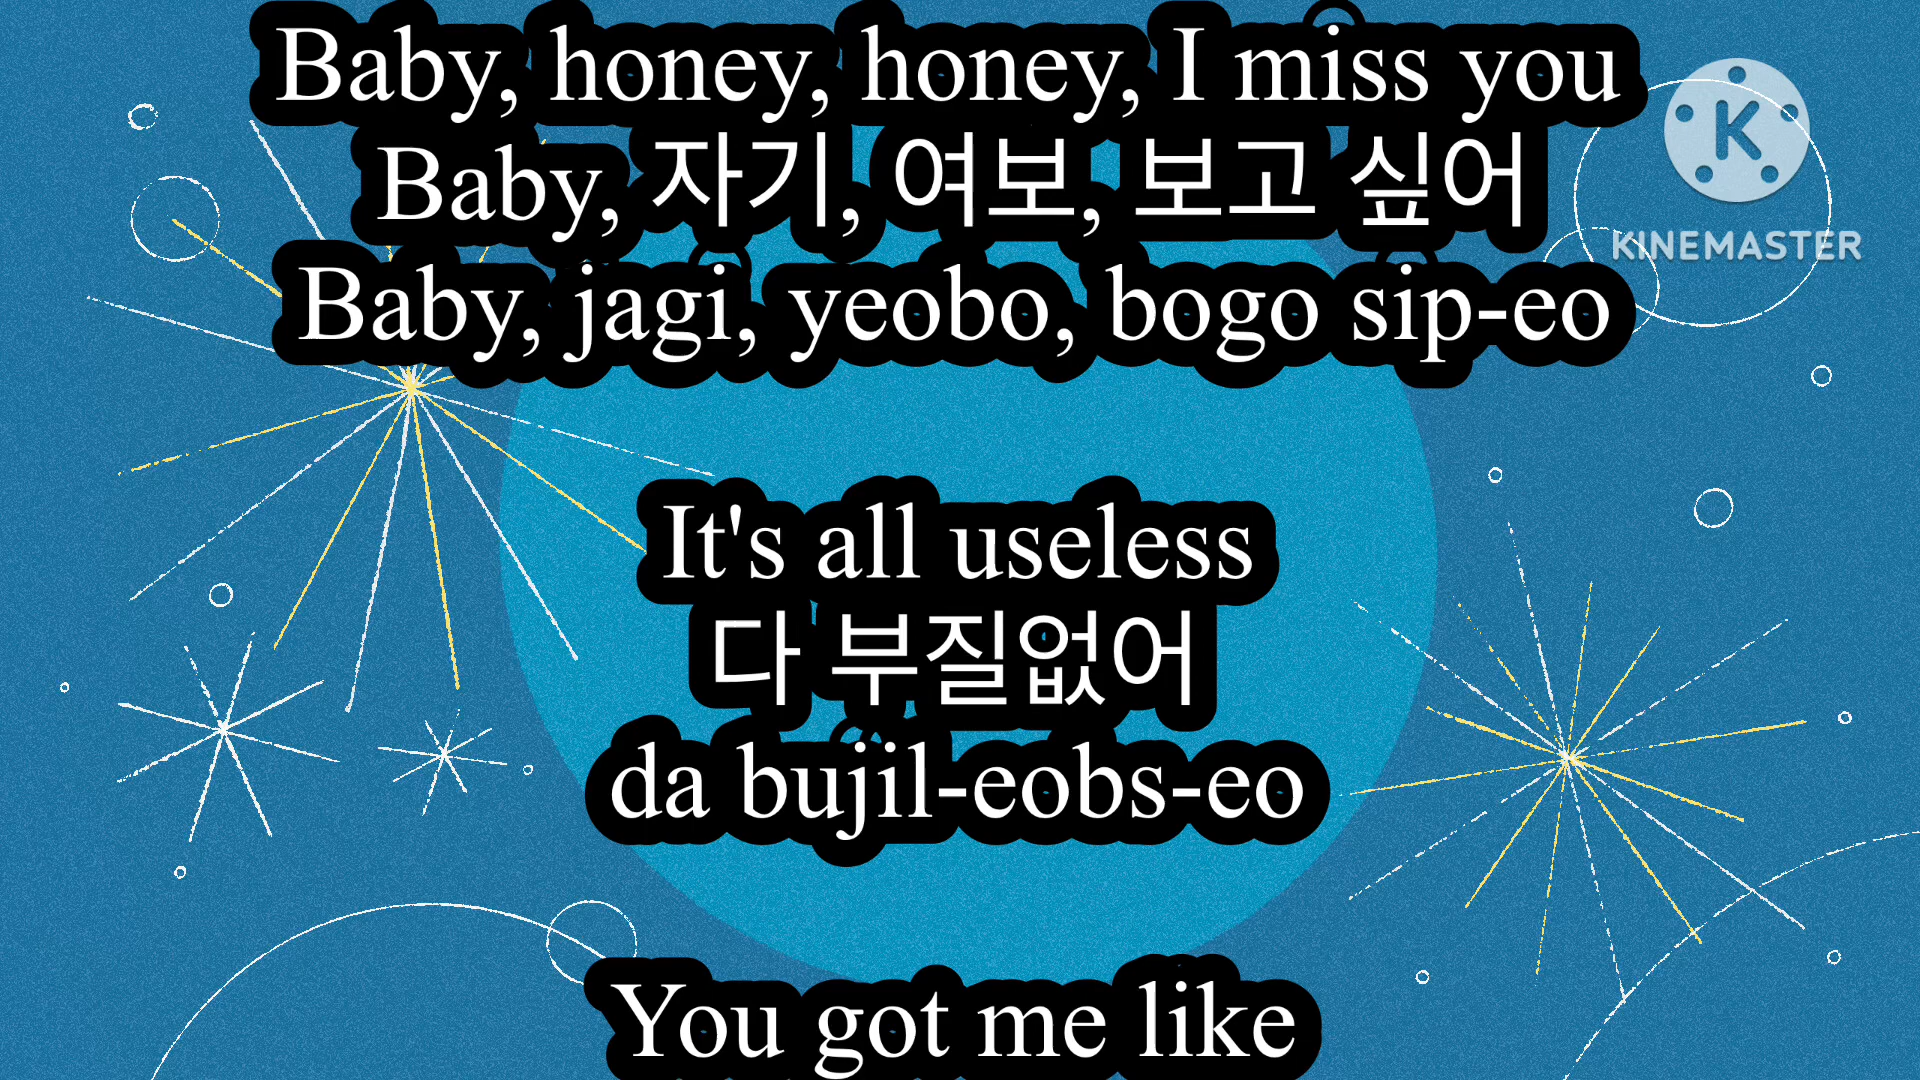 Baby, honey, honey, I miss you
Baby, 자기, 여보, 보고 싶어
Baby, jagi, yeobo, bogo sip-eo
It's all useless
다 부질없어
da bujil-eobs-eo
You got me like
K
KINEMASTER